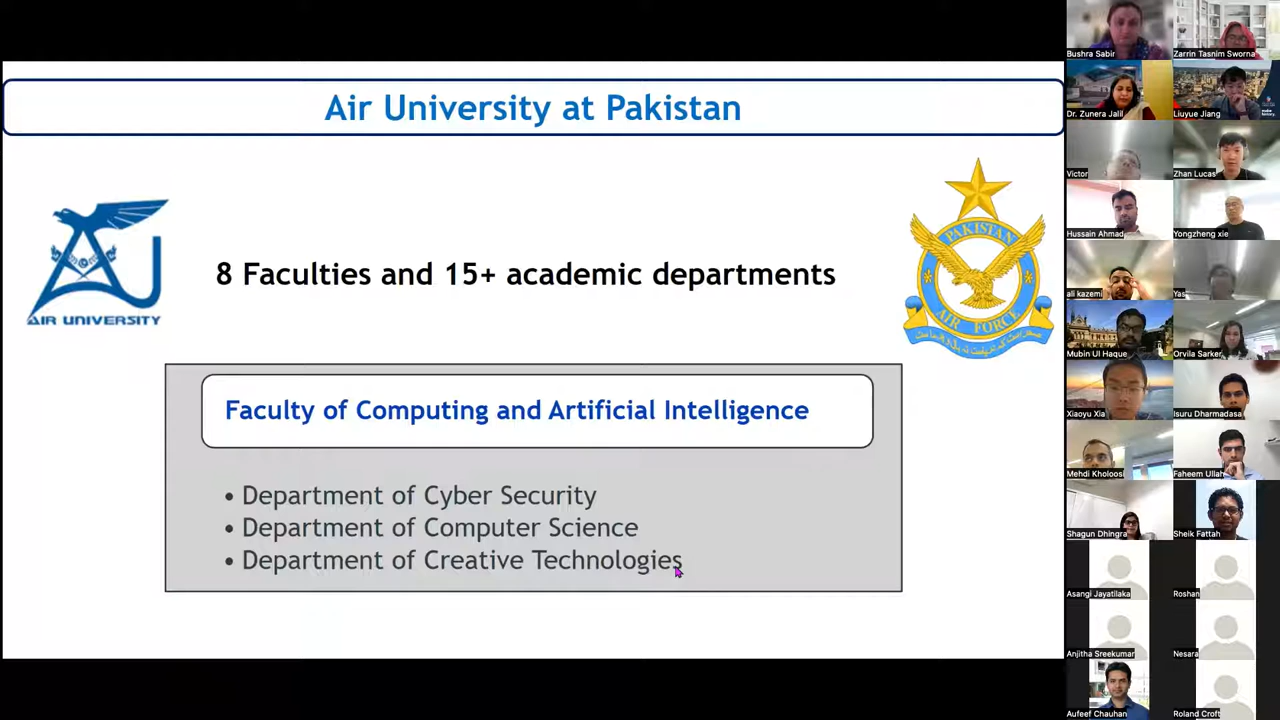 Air University at Pakistan
AIR UNIVERSITY
8 Faculties and 15+ academic departments
PAKISTAN
AIR FORCE
Faculty of Computing and Artificial Intelligence
• Department of Cyber Security
• Department of Computer Science
• Department of Creative Technologies
Bushra Sabir
Zarrin Tasnim Sworna
Dr. Zunera Jalil
Liuyue Jiang
Victor
Zhan Lucas
Hussain Ahmad
Yongzheng xie
ali kazemi
Yas
Mubin Ul Haque
Orvila Sarker
Xiaoyu Xia
Isuru Dharmadasa
Mehdi Kholoosi
Faheem Ullah
Shagun Dhingra
Sheik Fattah
Asangi Jayatilaka
Roshan
Anjitha Sreekumar
Nesara
Aufeef Chauhan
Roland Croft